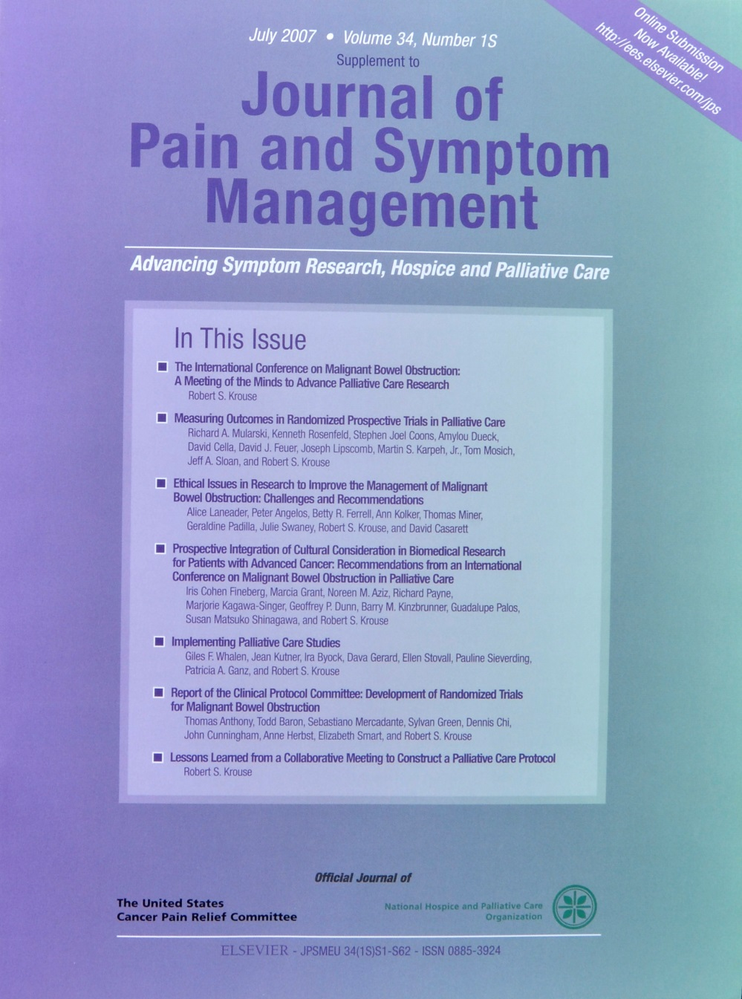 Online Submission
Now Available!
http://ees.elsevier.com/jps
July 2007 • Volume 34, Number 1S
Supplement to
Journal of
Pain and Symptom
Management
Advancing Symptom Research, Hospice and Palliative Care
In This Issue
The International Conference on Malignant Bowel Obstruction:
A Meeting of the Minds to Advance Palliative Care Research
Robert S. Krouse
Measuring Outcomes in Randomized Prospective Trials in Palliative Care
Richard A. Mularski, Kenneth Rosenfeld, Stephen Joel Coons, Amylou Dueck,
David Cella, David J. Feuer, Joseph Lipscomb, Martin S. Karpeh, Jr., Tom Mosich,
Jeff A. Sloan, and Robert S. Krouse
Ethical Issues in Research to Improve the Management of Malignant
Bowel Obstruction: Challenges and Recommendations
Alice Laneader, Peter Angelos, Betty R. Ferrell, Ann Kolker, Thomas Miner,
Geraldine Padilla, Julie Swaney, Robert S. Krouse, and David Casarett
Prospective Integration of Cultural Consideration in Biomedical Research
for Patients with Advanced Cancer: Recommendations from an International
Conference on Malignant Bowel Obstruction in Palliative Care
Iris Cohen Fineberg, Marcia Grant, Noreen M. Aziz, Richard Payne,
Marjorie Kagawa-Singer, Geoffrey P. Dunn, Barry M. Kinzbrunner, Guadalupe Palos,
Susan Matsuko Shinagawa, and Robert S. Krouse
Implementing Palliative Care Studies
Giles F. Whalen, Jean Kutner, Ira Byock, Dava Gerard, Ellen Stovall, Pauline Sieverding,
Patricia A. Ganz, and Robert S. Krouse
Report of the Clinical Protocol Committee: Development of Randomized Trials
for Malignant Bowel Obstruction
Thomas Anthony, Todd Baron, Sebastiano Mercadante, Sylvan Green, Dennis Chi,
John Cunningham, Anne Herbst, Elizabeth Smart, and Robert S. Krouse
Lessons Learned from a Collaborative Meeting to Construct a Palliative Care Protocol
Robert S. Krouse
Official Journal of
The United States
Cancer Pain Relief Committee
National Hospice and Palliative Care
Organization
ELSEVIER - JPSMEU 34(1S)S1-S62 - ISSN 0885-3924